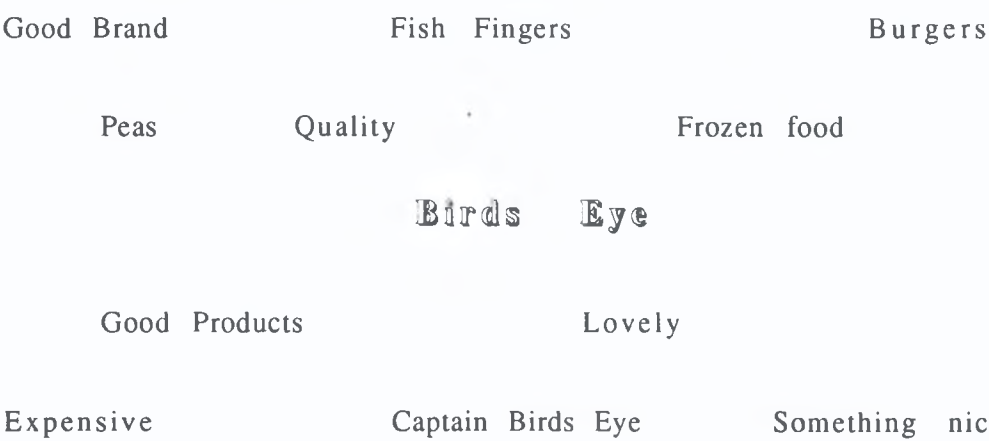 Good Brand Fish Fingers Burgers
Peas Quality Frozen food
Birds Eye
Good Products Lovely
Expensive Captain Birds Eye Something nic